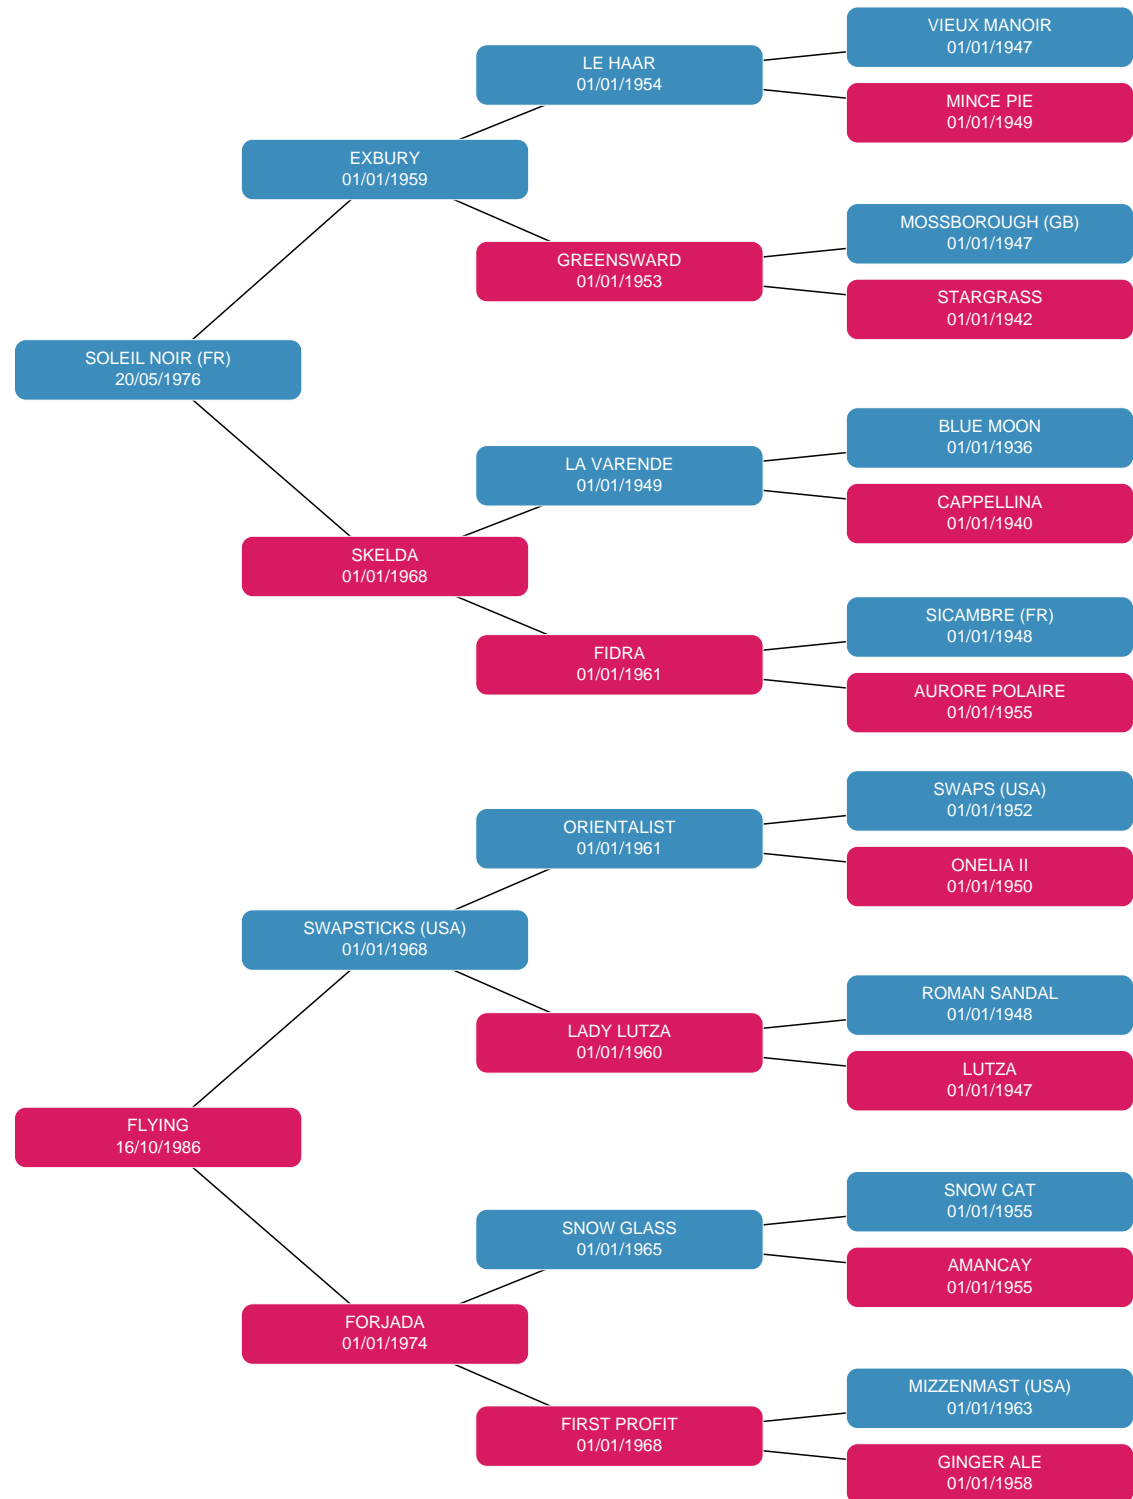 VIEUX MANOIR
01/01/1947
LE HAAR
01/01/1954
MINCE PIE
01/01/1949
EXBURY
01/01/1959
MOSSBOROUGH (GB)
01/01/1947
GREENSWARD
01/01/1953
STARGRASS
01/01/1942
SOLEIL NOIR (FR)
20/05/1976
BLUE MOON
01/01/1936
LA VARENDE
01/01/1949
CAPPELLINA
01/01/1940
SKELDA
01/01/1968
SICAMBRE (FR)
01/01/1948
FIDRA
01/01/1961
AURORE POLAIRE
01/01/1955
SWAPS (USA)
01/01/1952
ORIENTALIST
01/01/1961
ONELIA II
01/01/1950
SWAPSTICKS (USA)
01/01/1968
ROMAN SANDAL
01/01/1948
LADY LUTZA
01/01/1960
LUTZA
01/01/1947
FLYING
16/10/1986
SNOW CAT
01/01/1955
SNOW GLASS
01/01/1965
AMANCAY
01/01/1955
FORJADA
01/01/1974
MIZZENMAST (USA)
01/01/1963
FIRST PROFIT
01/01/1968
GINGER ALE
01/01/1958